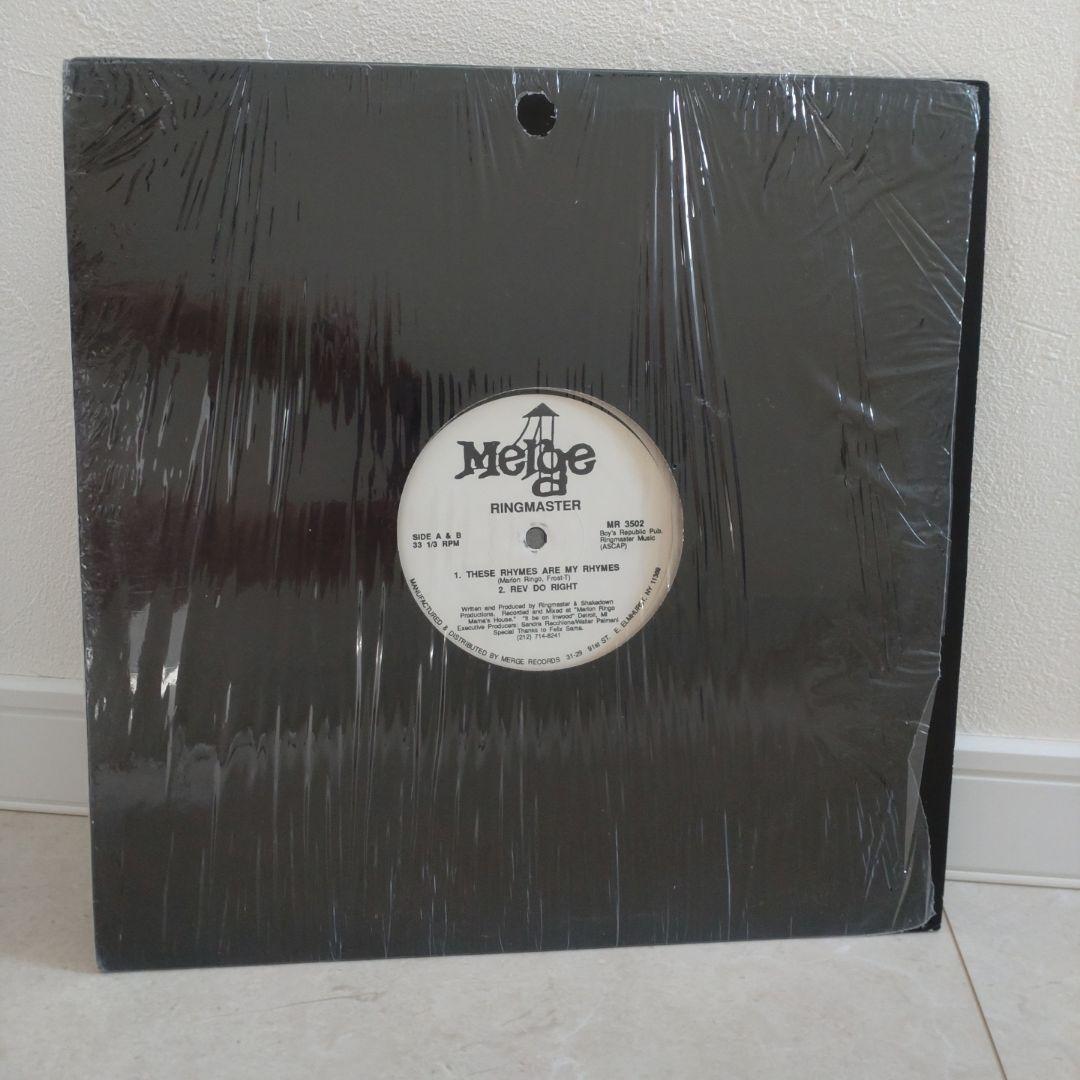 Merge
RINGMASTER
SIDE A & B
33 1/3 RPM
MR 3502
Boy's Republic Pub.
Ringmaster Music
(ASCAP)
1. THESE RHYMES ARE MY RHYMES
(Marlon Ringo, Frost-T)
2. REV DO RIGHT
Written and Produced by Ringmaster & Shakedown
Productions. Recorded and Mixed at "Marlon Ringo
Mama's House." "It be on Inwood" Detroit, MI
Executive Producers: Sandra Recchione/Walter Palmeri
Special Thanks to Felix Sama.
(212) 714-8241
MANUFACTURED & DISTRIBUTED BY MERGE RECORDS 31-29 91st ST. E. ELMHURST, NY 11369